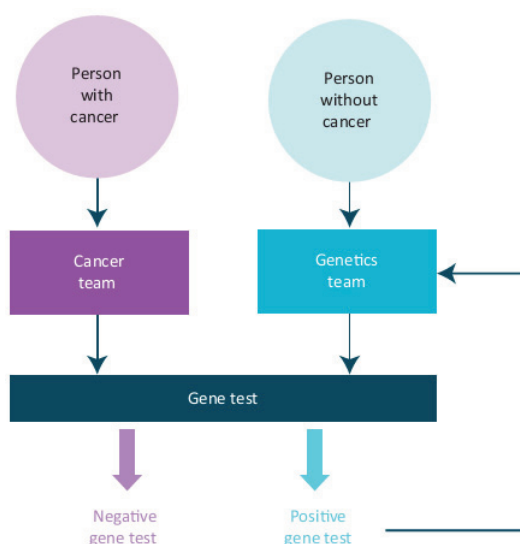 Person
with
cancer
Person
without
cancer
Cancer
team
Genetics
team
Gene test
Negative
gene test
Positive
gene test